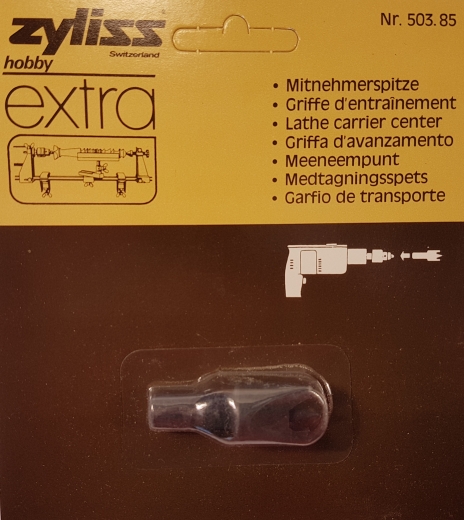 zyliss
Switzerland
hobby
extra
Nr. 503.85
• Mitnehmerspitze
• Griffe d'entraînement
• Lathe carrier center
• Griffa d'avanzamento
• Meeneempunt
• Medtagningsspets
• Garfio de transporte